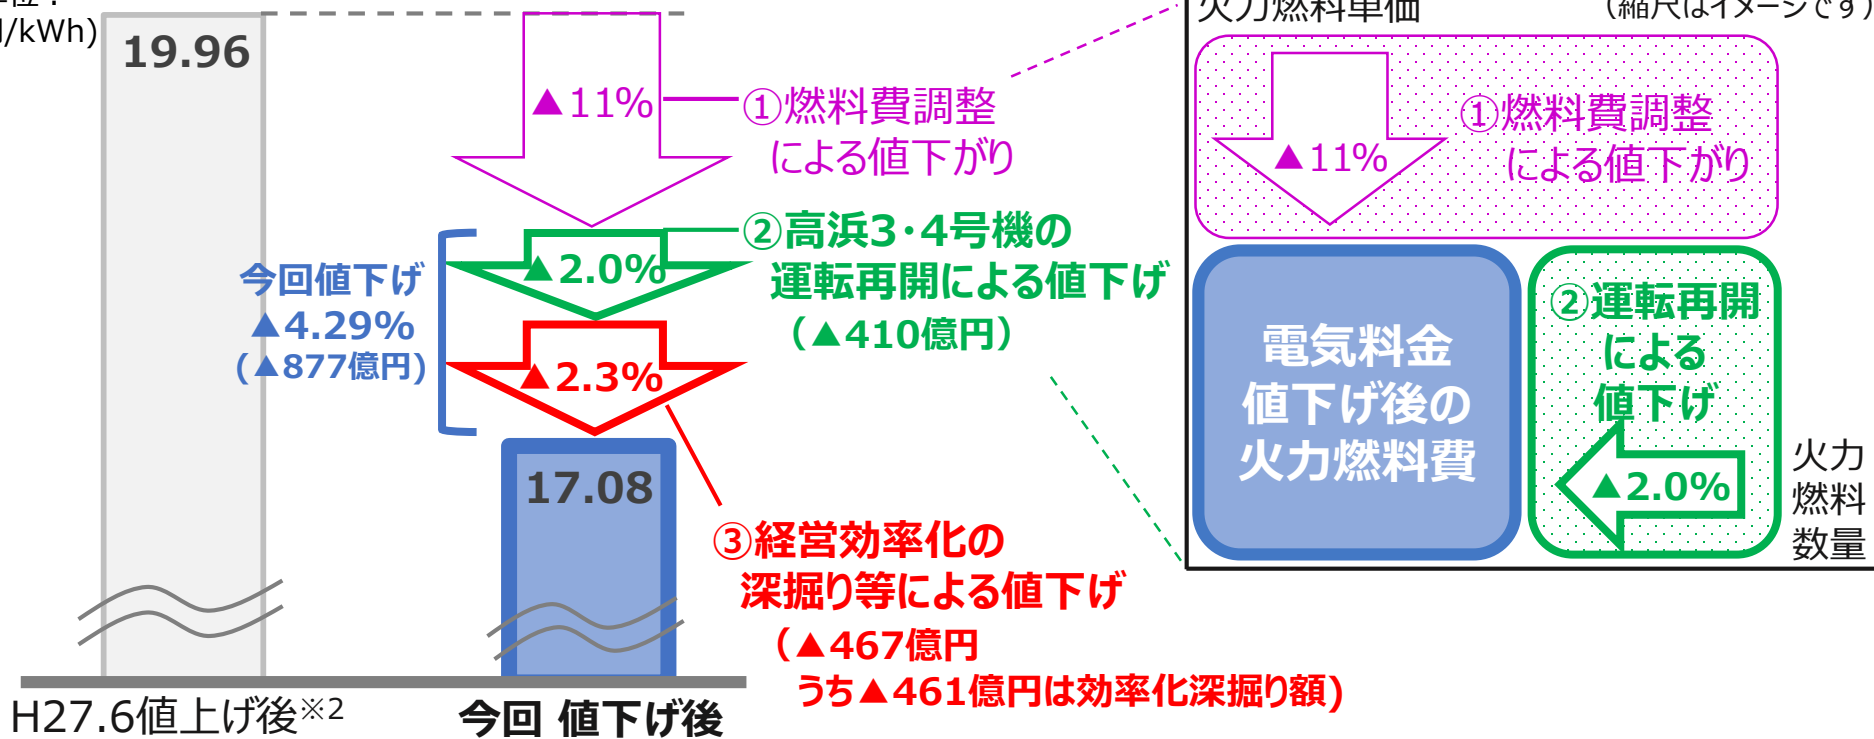 /kWh)
19.96
▲11%
①燃料費調整
による値下がり
今回値下げ
▲4.29%
(▲877億円)
▲2.0%
②高浜3・4号機の
運転再開による値下げ
（▲410億円）
▲2.3%
17.08
③経営効率化の
深掘り等による値下げ
（▲467億円
うち▲461億円は効率化深掘り額)
H27.6値上げ後※2
今回 値下げ後
火力燃料単価
（縮尺はイメージです）
▲11%
①燃料費調整
による値下がり
電気料金
値下げ後の
火力燃料費
②運転再開
による
値下げ
▲2.0%
火力
燃料
数量